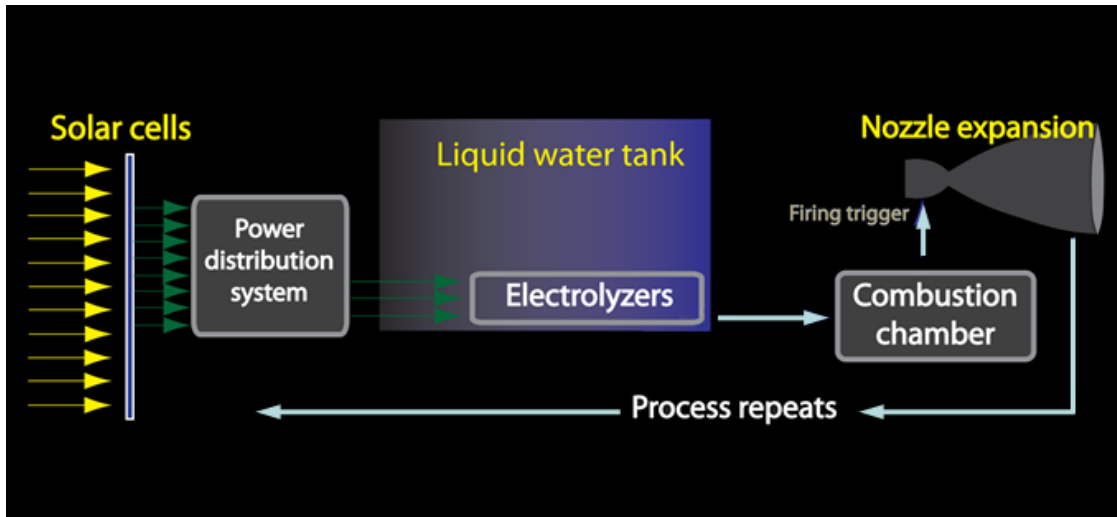 Solar cells
Power
distribution
system
Liquid water tank
Electrolyzers
Nozzle expansion
Firing trigger
Combustion
chamber
Process repeats